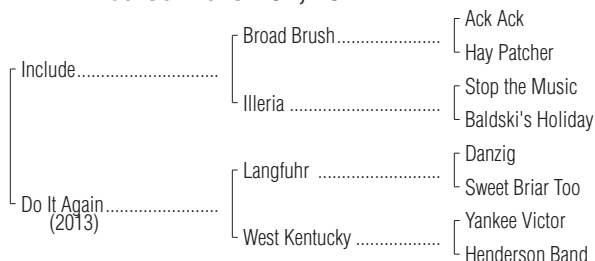 Ack Ack
Broad Brush
Hay Patcher
Include
Stop the Music
Illeria
Baldski's Holiday
Danzig
Langfuhr
Sweet Briar Too
Do It Again
(2013)
Yankee Victor
West Kentucky
Henderson Band